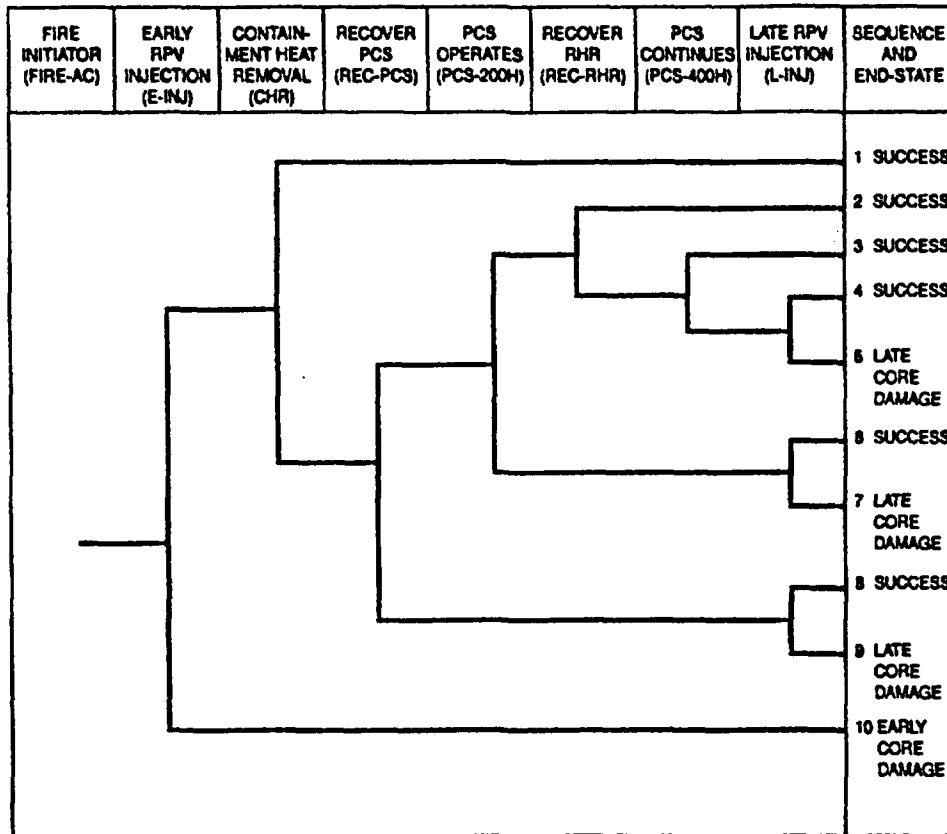 FIRE
INITIATOR
(FIRE-AC)
EARLY
RPV
INJECTION
(E-INJ)
CONTAIN-
MENT HEAT
REMOVAL
(CHR)
RECOVER
PCS
(REC-PCS)
PCS
OPERATES
(PCS-200H)
RECOVER
RHR
(REC-RHR)
PCS
CONTINUES
(PCS-400H)
LATE RPV
INJECTION
(L-INJ)
SEQUENCE
AND
END-STATE
1 SUCCESS
2 SUCCESS
3 SUCCESS
4 SUCCESS
5 LATE
CORE
DAMAGE
6 SUCCESS
7 LATE
CORE
DAMAGE
8 SUCCESS
9 LATE
CORE
DAMAGE
10 EARLY
CORE
DAMAGE